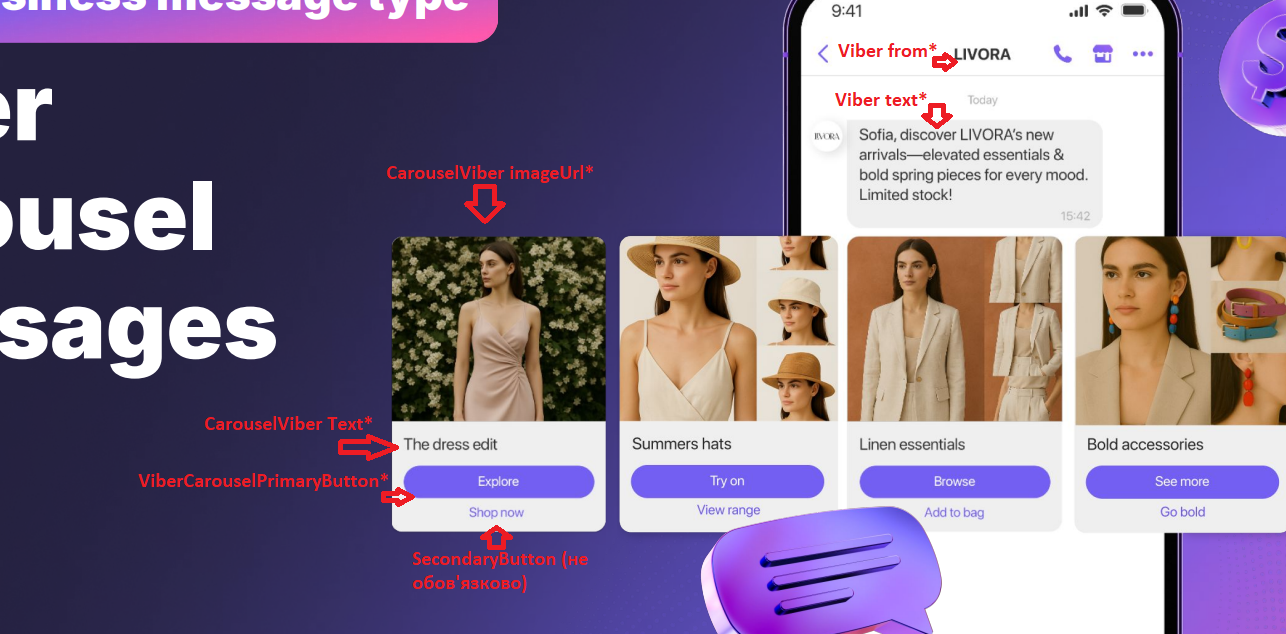 siness message type
er
ousel
ssages
9:41
Viber from*
LIVORA
Viber text*
Today
LIVORA
Sofia, discover LIVORA's new
arrivals—elevated essentials &
bold spring pieces for every mood.
Limited stock!
15:42
CarouselViber imageUrl*
CarouselViber Text*
The dress edit
Summers hats
Linen essentials
Bold accessories
ViberCarouselPrimaryButton*
Explore
Try on
Browse
See more
Shop now
View range
Add to bag
Go bold
SecondaryButton (не
обов'язково)